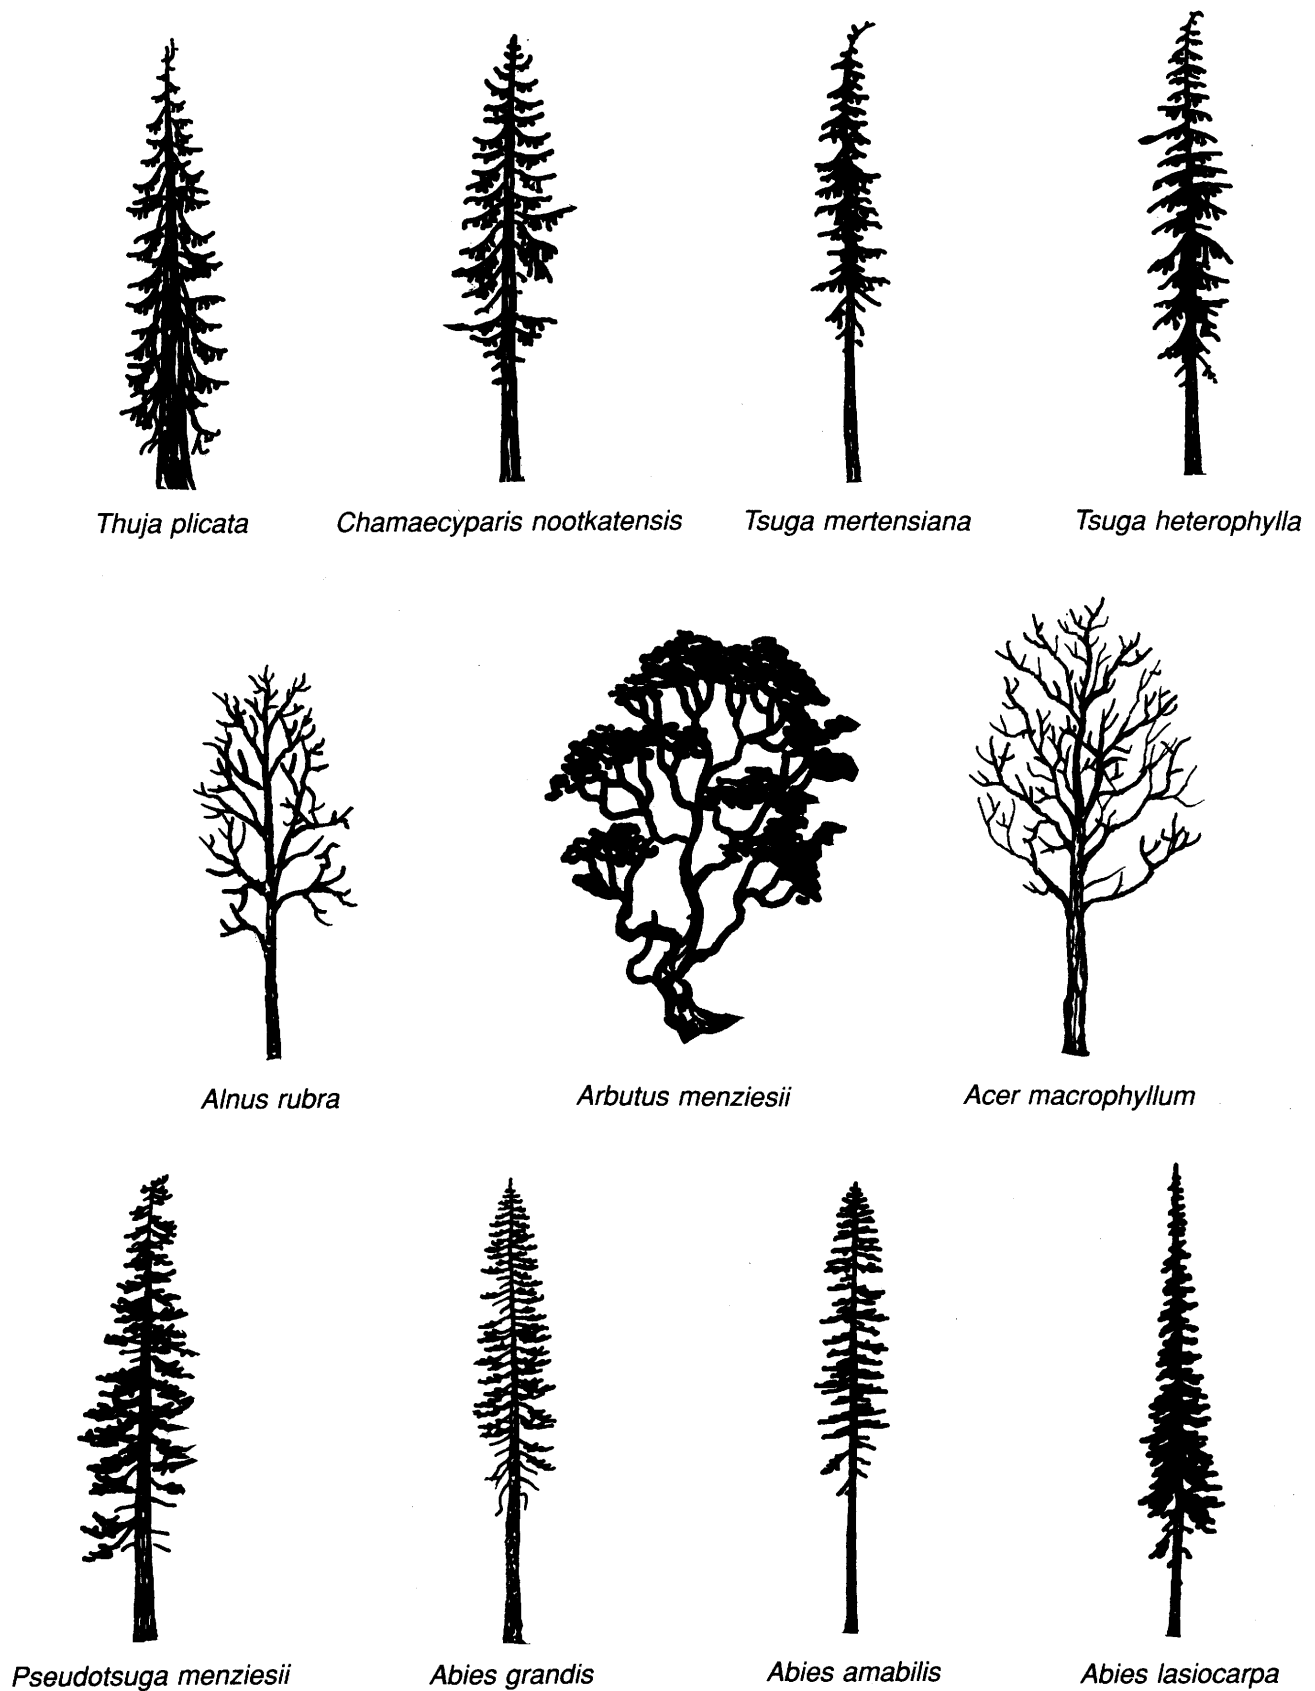 Thuja plicata
Chamaecyparis nootkatensis
Tsuga mertensiana
Tsuga heterophylla
Alnus rubra
Arbutus menziesii
Acer macrophyllum
Pseudotsuga menziesii
Abies grandis
Abies amabilis
Abies lasiocarpa